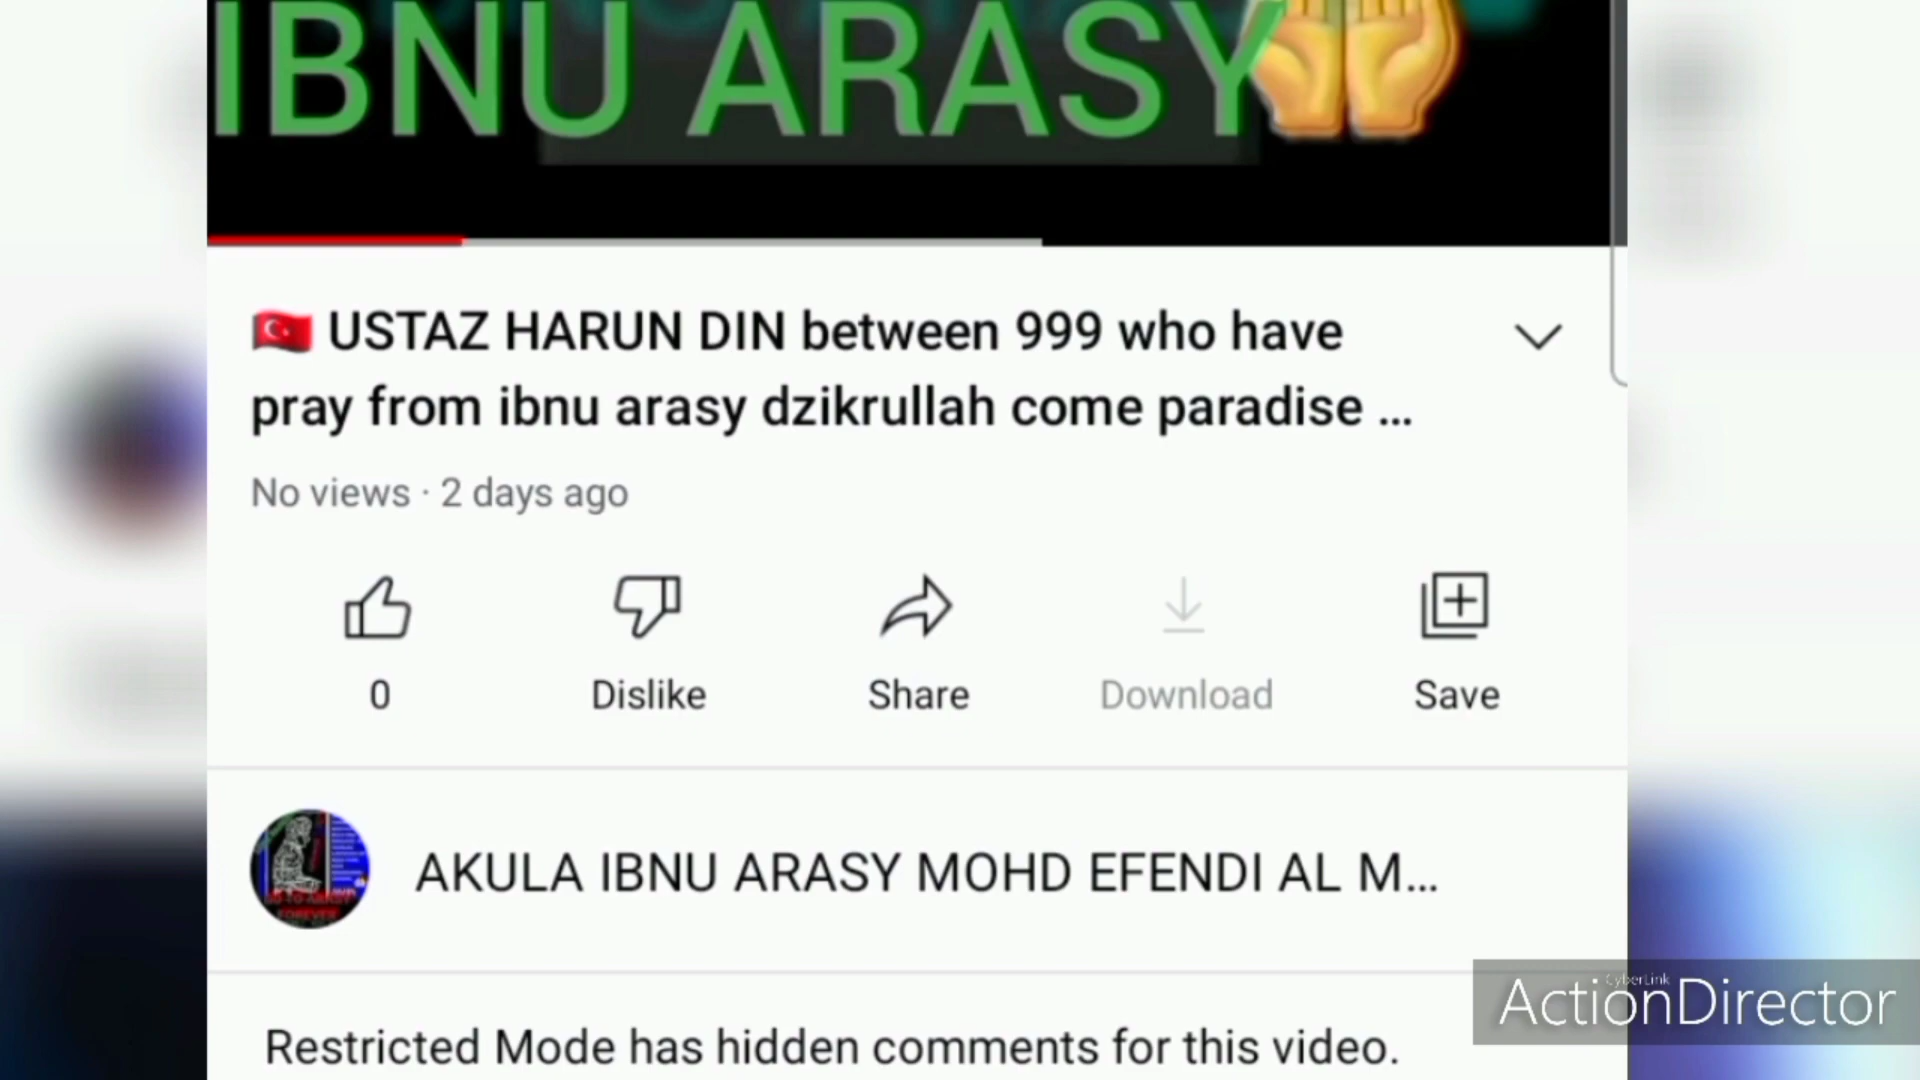 IBNU ARASY
USTAZ HARUN DIN between 999 who have
pray from ibnu arasy dzikrullah come paradise ...
No views · 2 days ago
0 Dislike Share Download Save
AKULA IBNU ARASY MOHD EFENDI AL M...
FOREVER
Restricted Mode has hidden comments for this video.
CyberLink
ActionDirector